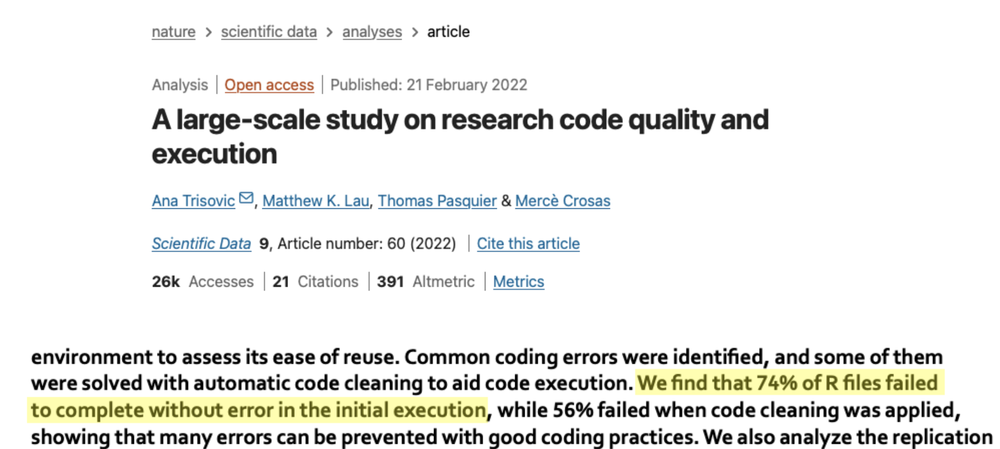 nature > scientific data > analyses > article
Analysis | Open access | Published: 21 February 2022
A large-scale study on research code quality and
execution
Ana Trisovic, Matthew K. Lau, Thomas Pasquier & Mercè Crosas
Scientific Data 9, Article number: 60 (2022) | Cite this article
26k Accesses | 21 Citations | 391 Altmetric | Metrics
environment to assess its ease of reuse. Common coding errors were identified, and some of them
were solved with automatic code cleaning to aid code execution. We find that 74% of R files failed
to complete without error in the initial execution, while 56% failed when code cleaning was applied,
showing that many errors can be prevented with good coding practices. We also analyze the replication